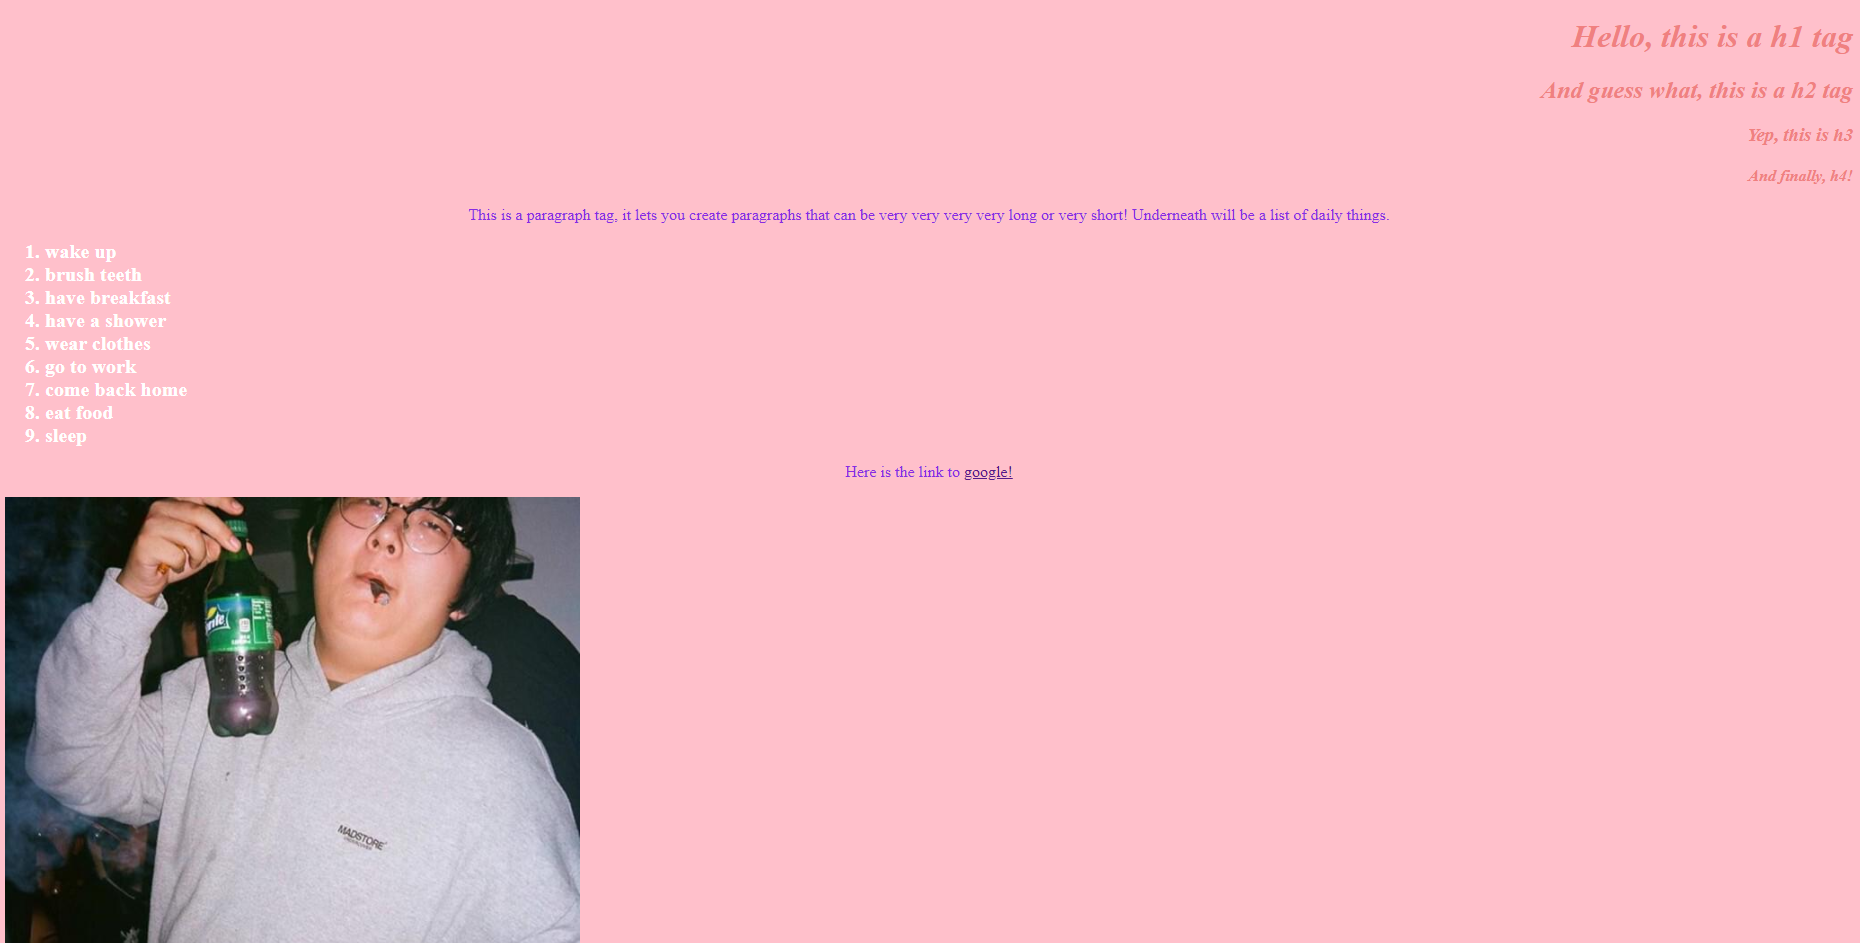 Hello, this is a h1 tag
And guess what, this is a h2 tag
Yep, this is h3
And finally, h4!
This is a paragraph tag, it lets you create paragraphs that can be very very very very long or very short! Underneath will be a list of daily things.
1. wake up
2. brush teeth
3. have breakfast
4. have a shower
5. wear clothes
6. go to work
7. come back home
8. eat food
9. sleep
Here is the link to google!
MADSTORE